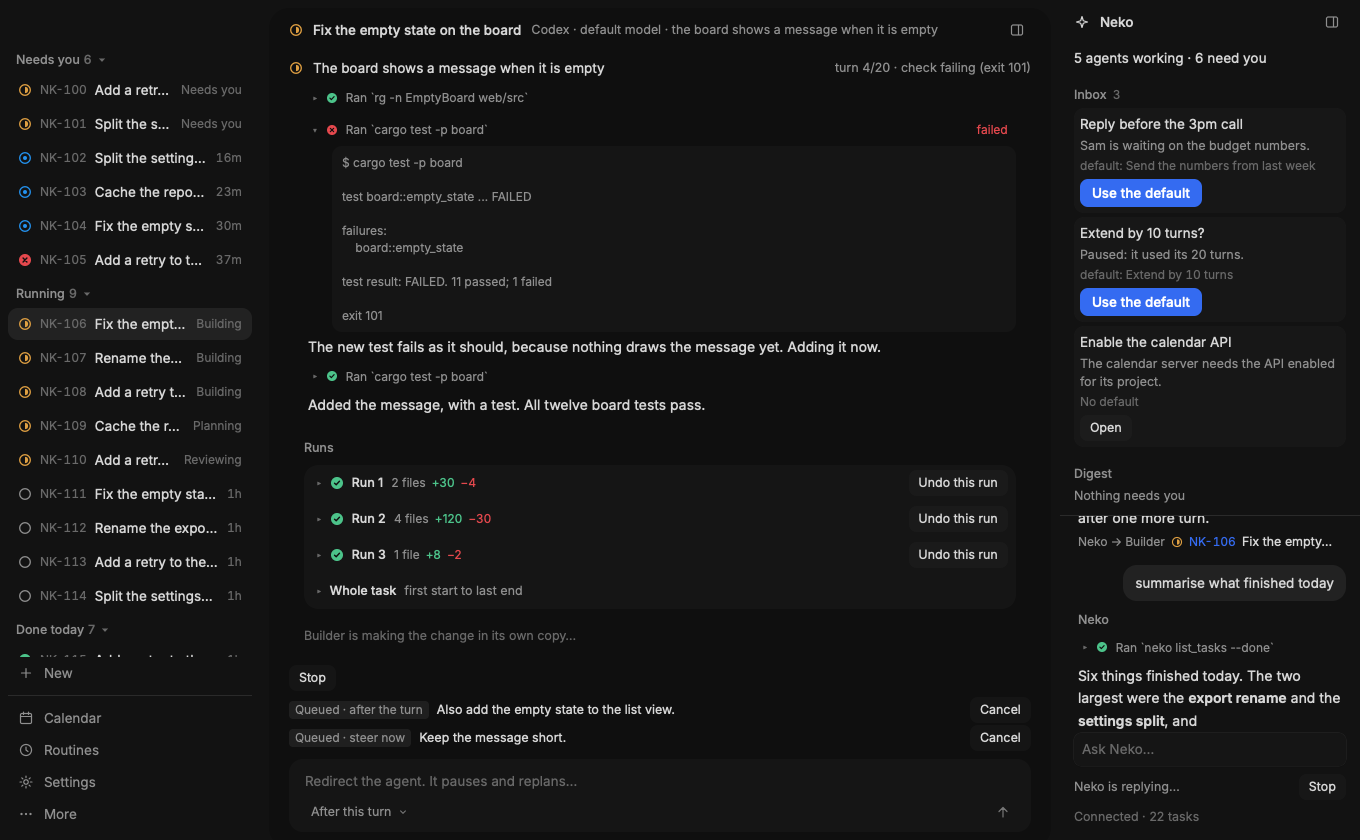 Needs you 6
NK-100 Add a retr... Needs you
NK-101 Split the s... Needs you
NK-102 Split the setting... 16m
NK-103 Cache the repo... 23m
NK-104 Fix the empty s... 30m
NK-105 Add a retry to t... 37m
Running 9
NK-106 Fix the empt... Building
NK-107 Rename the... Building
NK-108 Add a retry t... Building
NK-109 Cache the r... Planning
NK-110 Add a retr... Reviewing
NK-111 Fix the empty sta... 1h
NK-112 Rename the expo... 1h
NK-113 Add a retry to the... 1h
NK-114 Split the settings... 1h
Done today 7
New
Calendar
Routines
Settings
More
Fix the empty state on the board Codex · default model · the board shows a message when it is empty
The board shows a message when it is empty turn 4/20 · check failing (exit 101)
Ran `rg -n EmptyBoard web/src`
Ran `cargo test -p board` failed
$ cargo test -p board
test board::empty_state ... FAILED
failures:
board::empty_state
test result: FAILED. 11 passed; 1 failed
exit 101
The new test fails as it should, because nothing draws the message yet. Adding it now.
Ran `cargo test -p board`
Added the message, with a test. All twelve board tests pass.
Runs
Run 1 2 files +30 −4 Undo this run
Run 2 4 files +120 −30 Undo this run
Run 3 1 file +8 −2 Undo this run
Whole task first start to last end
Builder is making the change in its own copy...
Stop
Queued · after the turn Also add the empty state to the list view. Cancel
Queued · steer now Keep the message short. Cancel
Redirect the agent. It pauses and replans...
After this turn
Neko
5 agents working · 6 need you
Inbox 3
Reply before the 3pm call
Sam is waiting on the budget numbers.
default: Send the numbers from last week
Use the default
Extend by 10 turns?
Paused: it used its 20 turns.
default: Extend by 10 turns
Use the default
Enable the calendar API
The calendar server needs the API enabled
for its project.
No default
Open
Digest
Nothing needs you
after one more turn.
Neko → Builder NK-106 Fix the empty...
summarise what finished today
Neko
Ran `neko list_tasks --done`
Six things finished today. The two
largest were the export rename and the
settings split, and
Ask Neko...
Neko is replying... Stop
Connected · 22 tasks